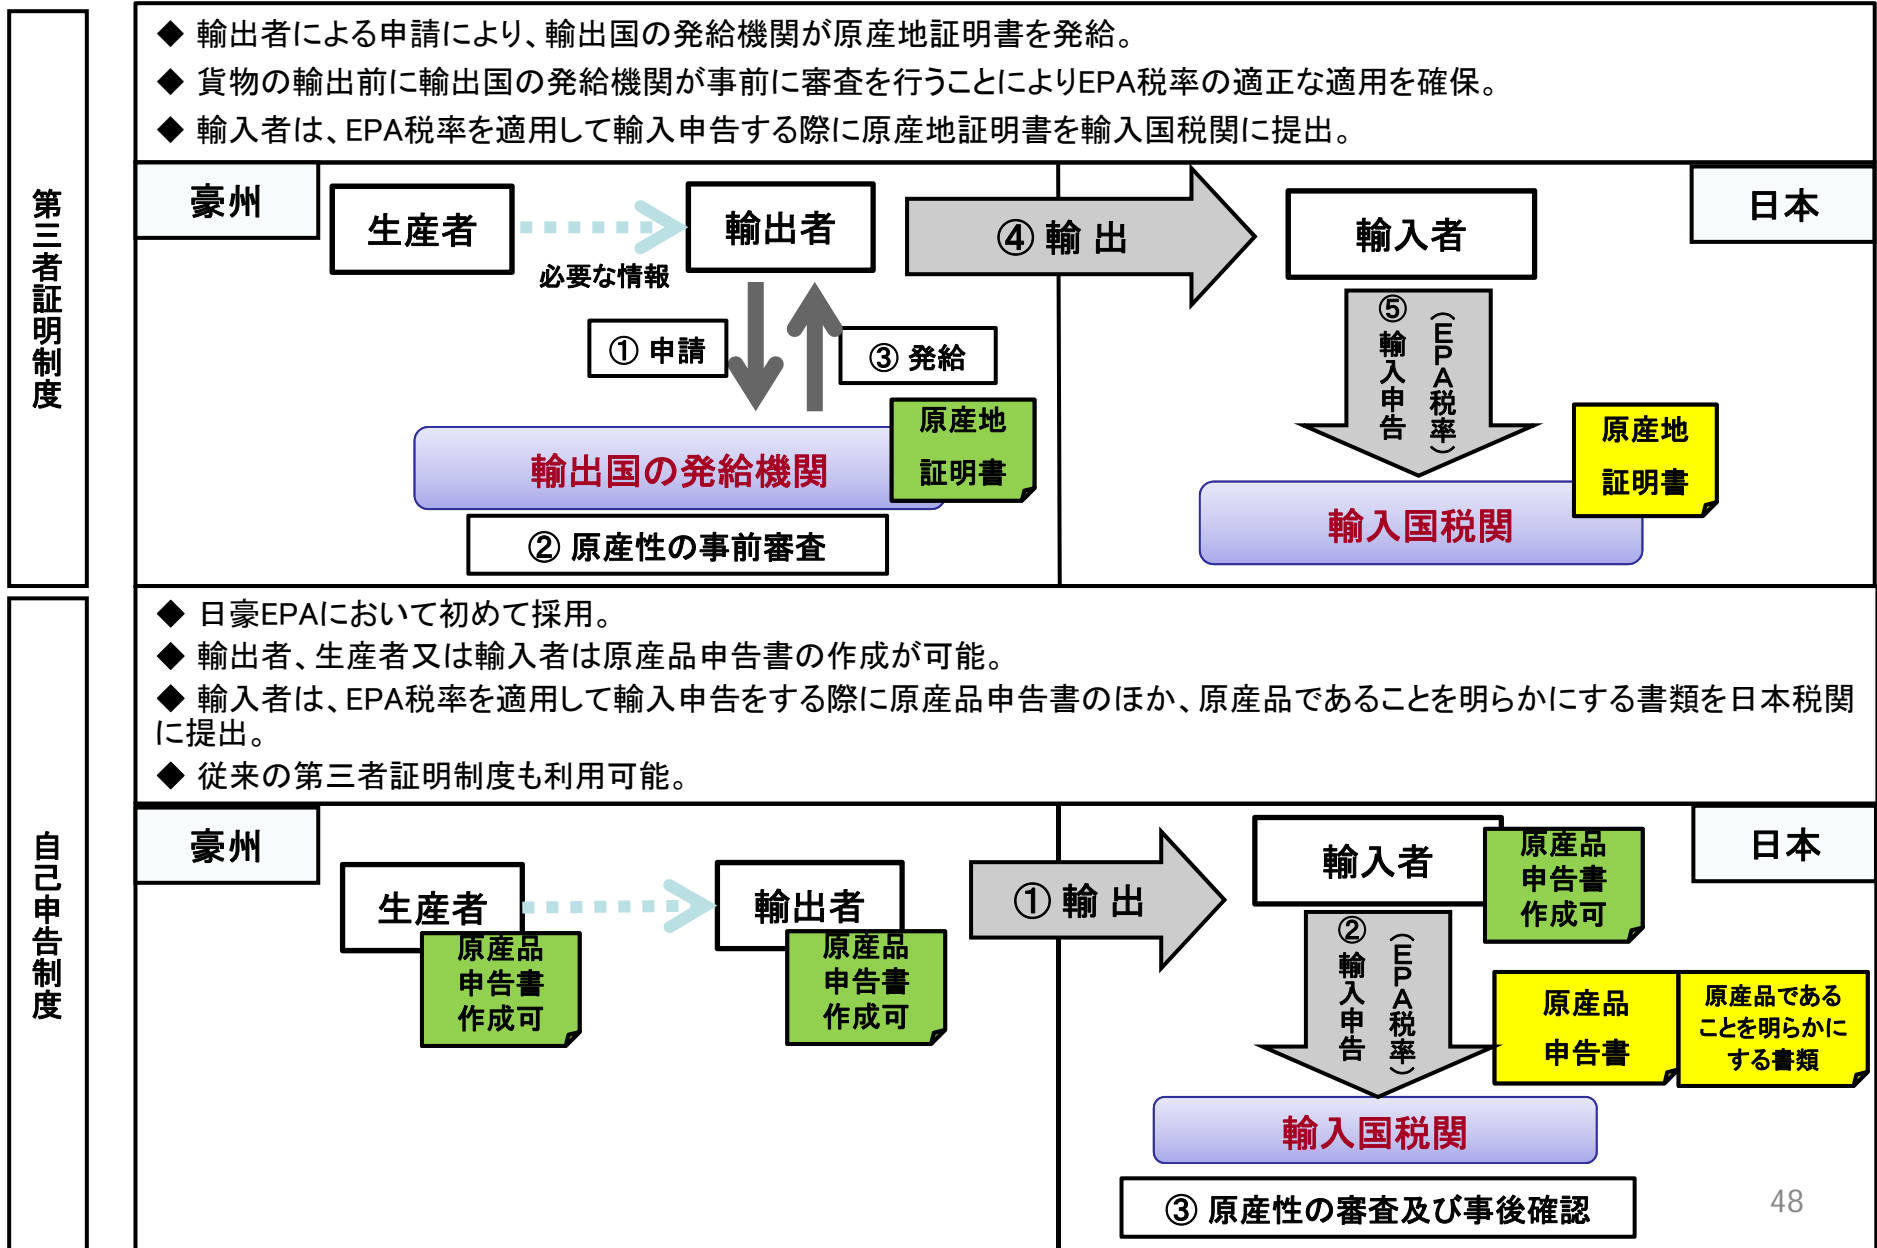 第三者証明制度
◆ 輸出者による申請により、輸出国の発給機関が原産地証明書を発給。
◆ 貨物の輸出前に輸出国の発給機関が事前に審査を行うことによりEPA税率の適正な適用を確保。
◆ 輸入者は、EPA税率を適用して輸入申告する際に原産地証明書を輸入国税関に提出。
豪州
生産者
必要な情報
輸出者
④ 輸 出
輸入者
日本
① 申請
③ 発給
原産地
証明書
輸出国の発給機関
② 原産性の事前審査
⑤輸入申告
（EPA税率）
原産地
証明書
輸入国税関
自己申告制度
◆ 日豪EPAにおいて初めて採用。
◆ 輸出者、生産者又は輸入者は原産品申告書の作成が可能。
◆ 輸入者は、EPA税率を適用して輸入申告をする際に原産品申告書のほか、原産品であることを明らかにする書類を日本税関
に提出。
◆ 従来の第三者証明制度も利用可能。
豪州
生産者
原産品
申告書
作成可
輸出者
原産品
申告書
作成可
① 輸 出
輸入者
原産品
申告書
作成可
日本
②輸入申告
（EPA税率）
原産品
申告書
原産品である
ことを明らかに
する書類
輸入国税関
③ 原産性の審査及び事後確認
48